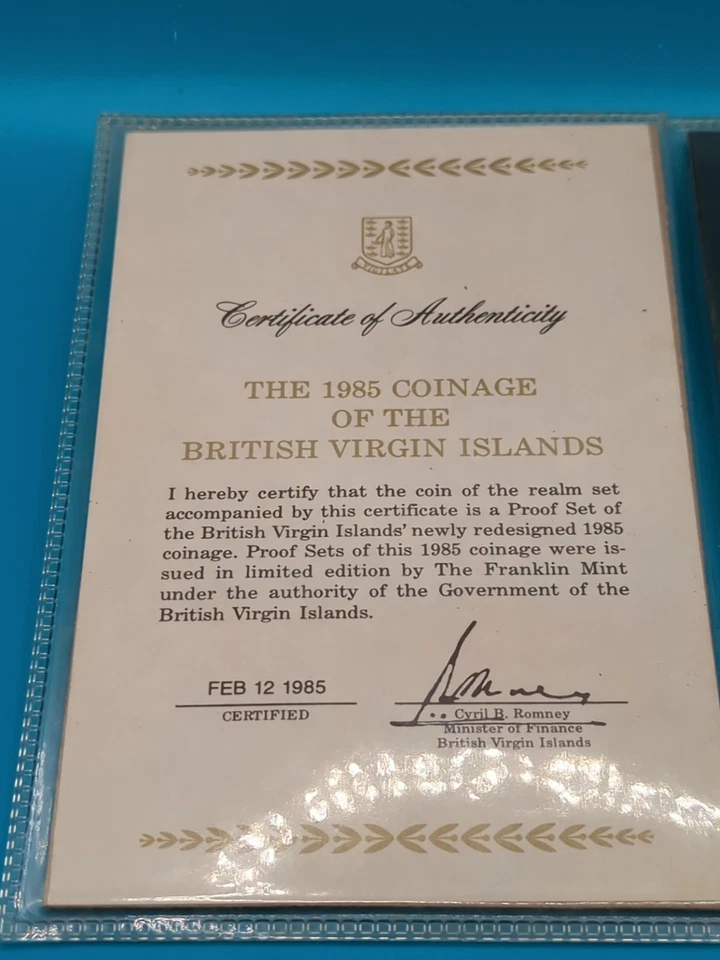 VIGILATE
Certificate of Authenticity
THE 1985 COINAGE
OF THE
BRITISH VIRGIN ISLANDS
I hereby certify that the coin of the realm set
accompanied by this certificate is a Proof Set of
the British Virgin Islands' newly redesigned 1985
coinage. Proof Sets of this 1985 coinage were is-
sued in limited edition by The Franklin Mint
under the authority of the Government of the
British Virgin Islands.
FEB 12 1985
CERTIFIED
Cyril B. Romney
Minister of Finance
British Virgin Islands